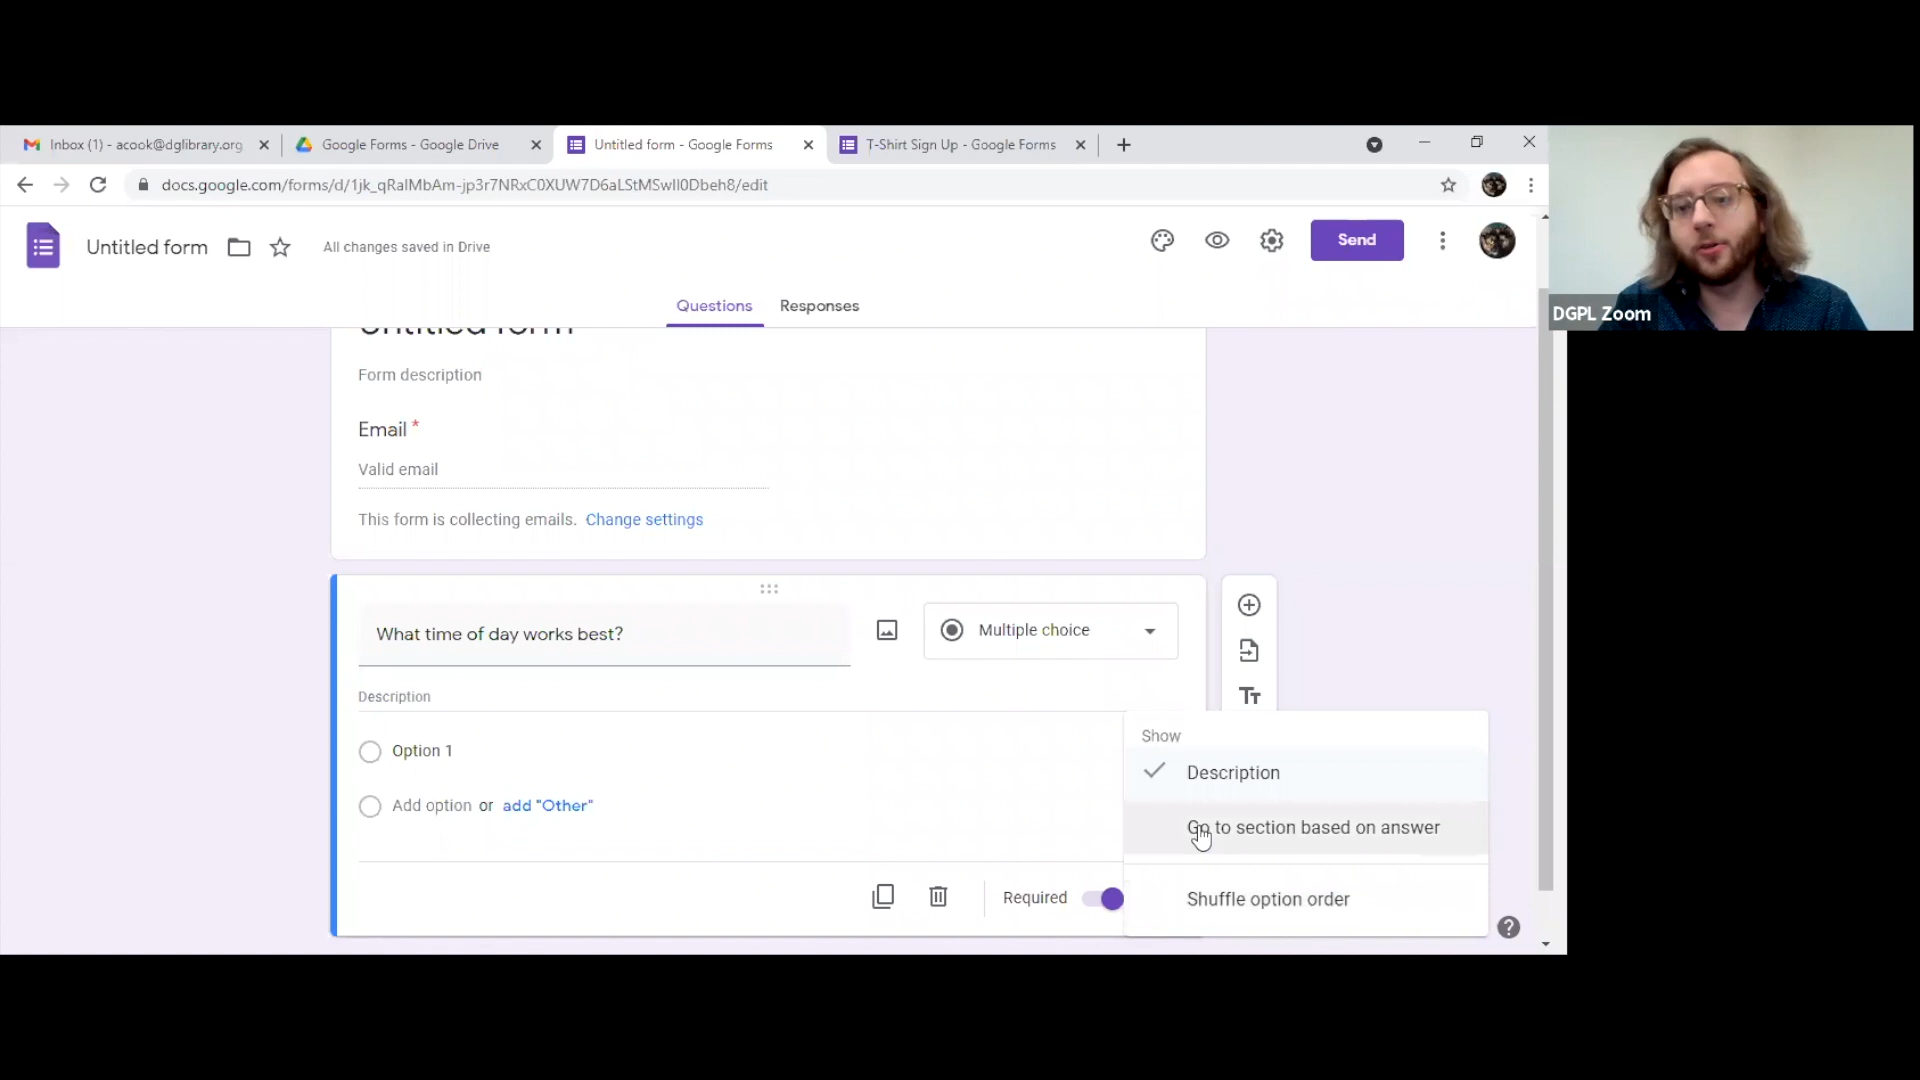 Inbox (1) - acook@dglibrary.org
Google Forms - Google Drive
Untitled form - Google Forms
T-Shirt Sign Up - Google Forms
docs.google.com/forms/d/1jk_qRalMbAm-jp3r7NRxC0XUW7D6aLStMSwlI0Dbeh8/edit
Untitled form
All changes saved in Drive
Send
DGPL Zoom
Questions
Responses
Untitled form
Form description
Email *
Valid email
This form is collecting emails. Change settings
What time of day works best?
Multiple choice
Description
Option 1
Add option or add "Other"
Required
Show
Description
Go to section based on answer
Shuffle option order